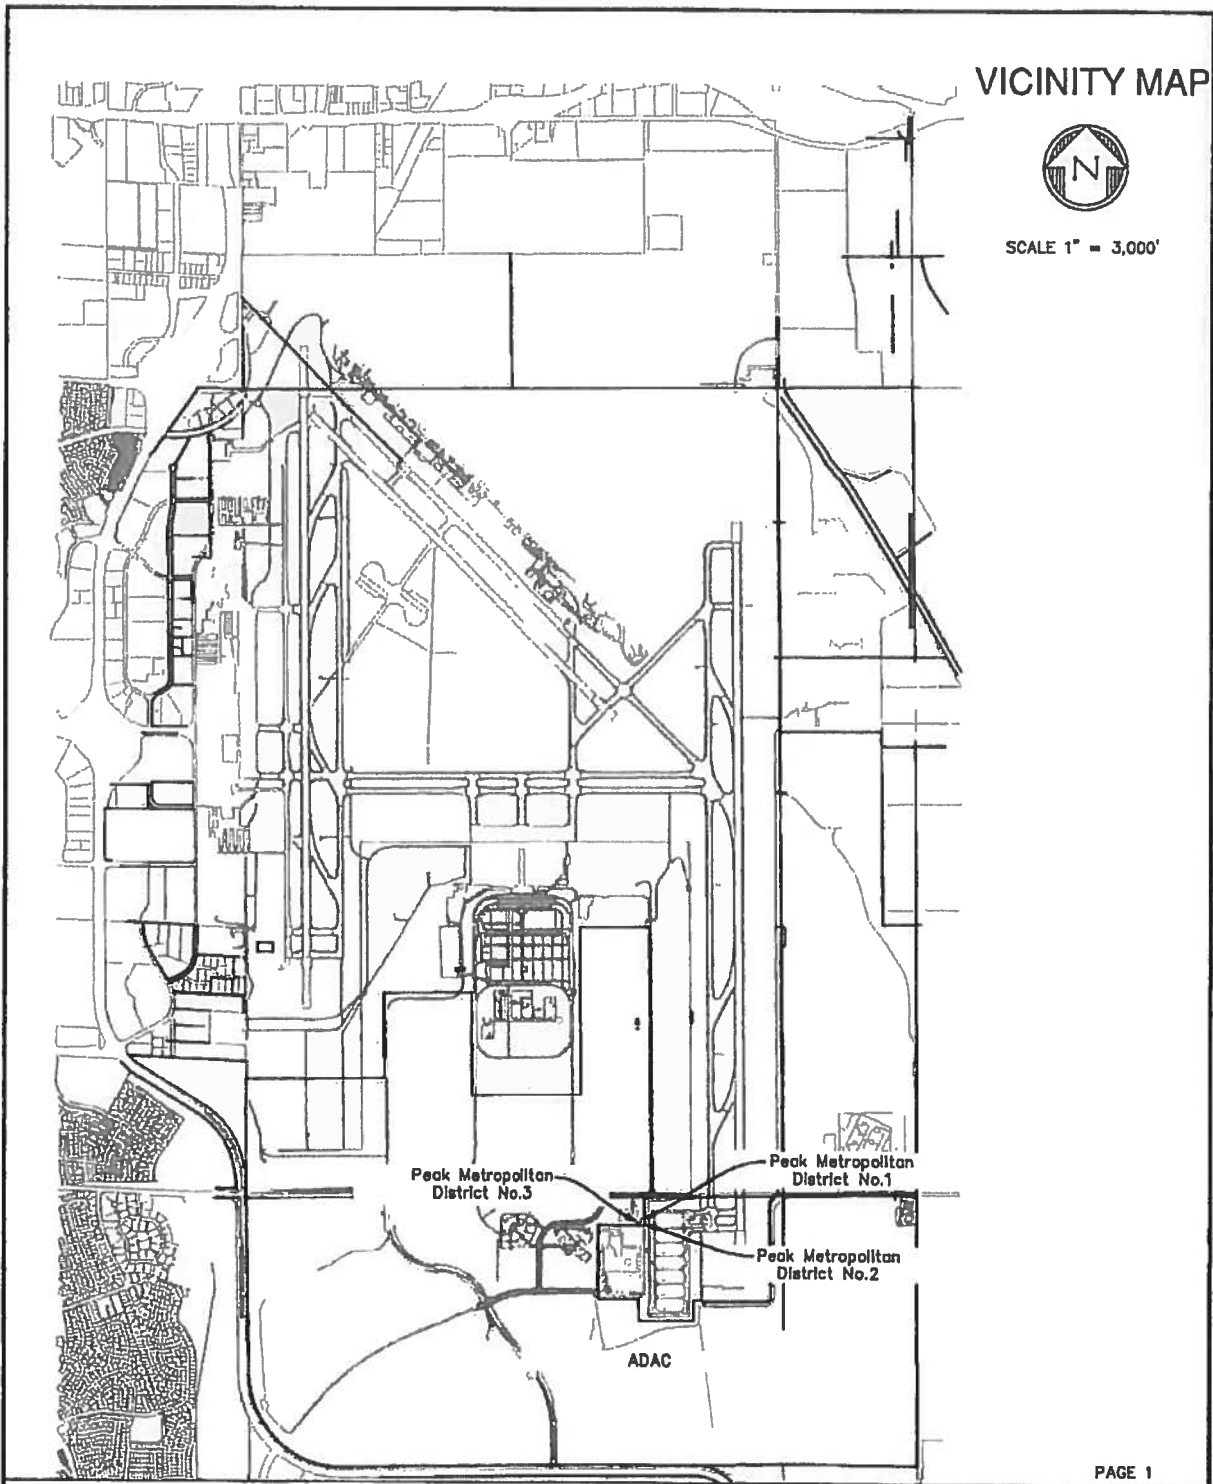 VICINITY MAP
N
SCALE 1" = 3,000'
Peak Metropolitan
District No.3
Peak Metropolitan
District No.1
Peak Metropolitan
District No.2
ADAC
PAGE 1